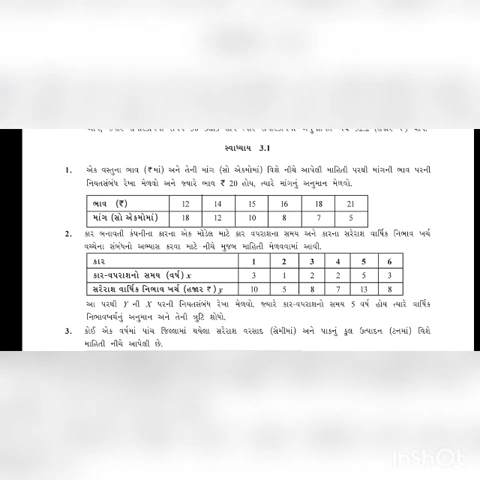 સ્વાધ્યાય 3.1
1. એક વસ્તુના ભાવ (₹માં) અને તેની માંગ (સો એકમોમાં) વિશે નીચે આપેલી માહિતી પરથી માંગની ભાવ પરની
નિયતસંબંધ રેખા મેળવો અને જ્યારે ભાવ ₹ 20 હોય, ત્યારે માંગનું અનુમાન મેળવો.
ભાવ (₹) 12 14 15 16 18 21
માંગ (સો એકમોમાં) 18 12 10 8 7 5
2. કાર બનાવતી કંપનીના કારના એક મૉડેલ માટે કાર વપરાશના સમય અને કારના સરેરાશ વાર્ષિક નિભાવ ખર્ચ
વચ્ચેના સંબંધનો અભ્યાસ કરવા માટે નીચે મુજબ માહિતી મેળવવામાં આવી.
કાર 1 2 3 4 5 6
કાર-વપરાશનો સમય (વર્ષ) x 3 1 2 2 5 3
સરેરાશ વાર્ષિક નિભાવ ખર્ચ (હજાર ₹) y 10 5 8 7 13 8
આ પરથી Y ની X પરની નિયતસંબંધ રેખા મેળવો. જ્યારે કાર-વપરાશનો સમય 5 વર્ષ હોય ત્યારે વાર્ષિક
નિભાવખર્ચનું અનુમાન અને તેની ત્રુટિ શોધો.
3. કોઈ એક વર્ષમાં પાંચ જિલ્લામાં થયેલા સરેરાશ વરસાદ (સેમીમાં) અને પાકનું કુલ ઉત્પાદન (ટનમાં) વિશે
માહિતી નીચે આપેલી છે.
InShOt